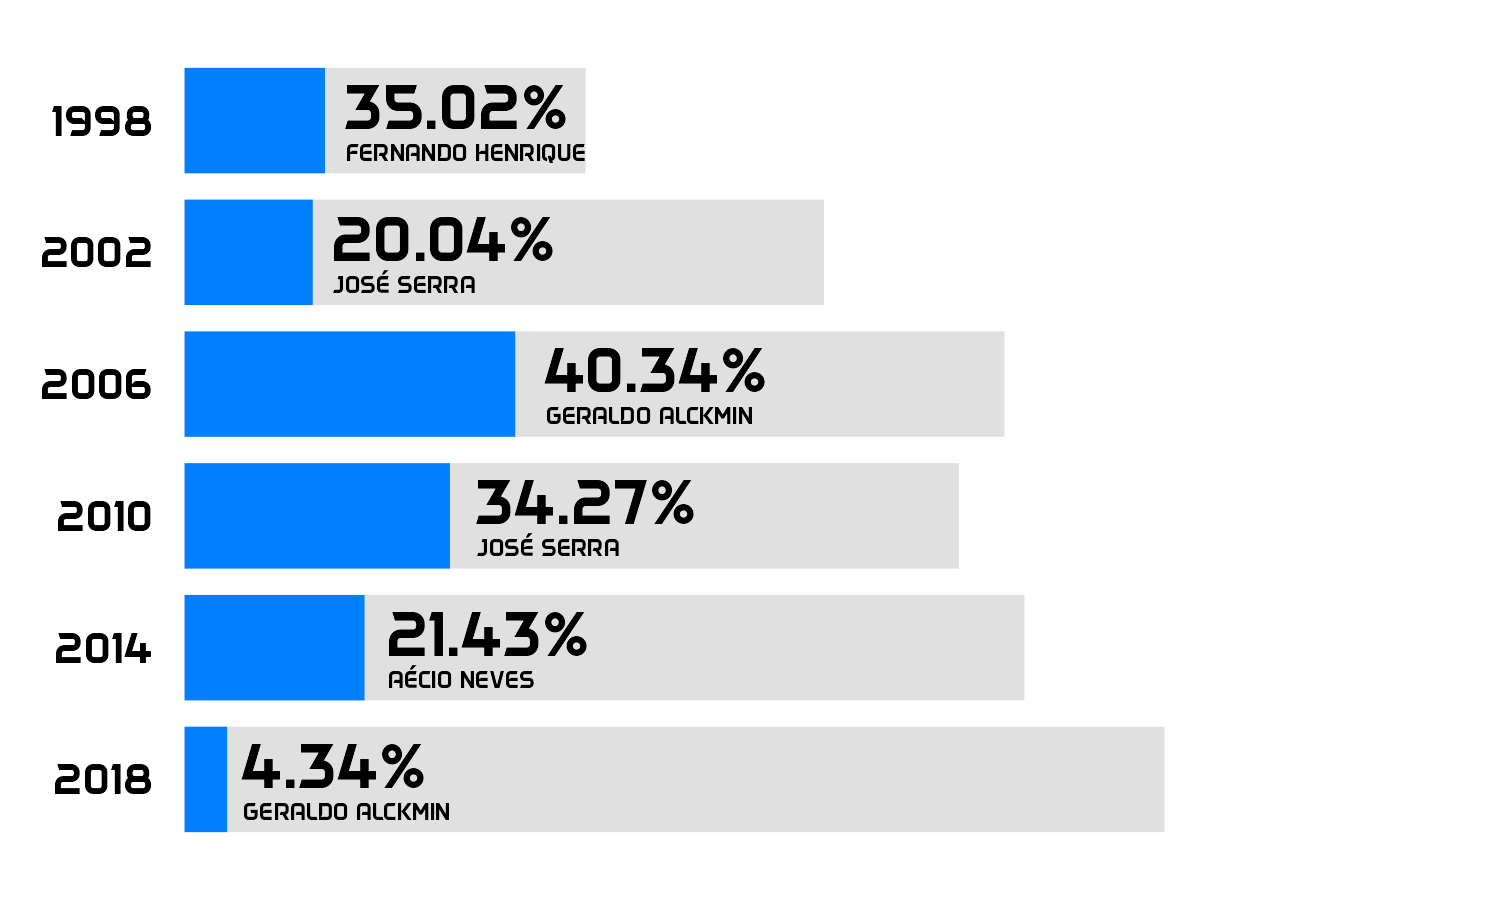 1998
35.02%
FERNANDO HENRIQUE
2002
20.04%
JOSÉ SERRA
2006
40.34%
GERALDO ALCKMIN
2010
34.27%
JOSÉ SERRA
2014
21.43%
AÉCIO NEVES
2018
4.34%
GERALDO ALCKMIN